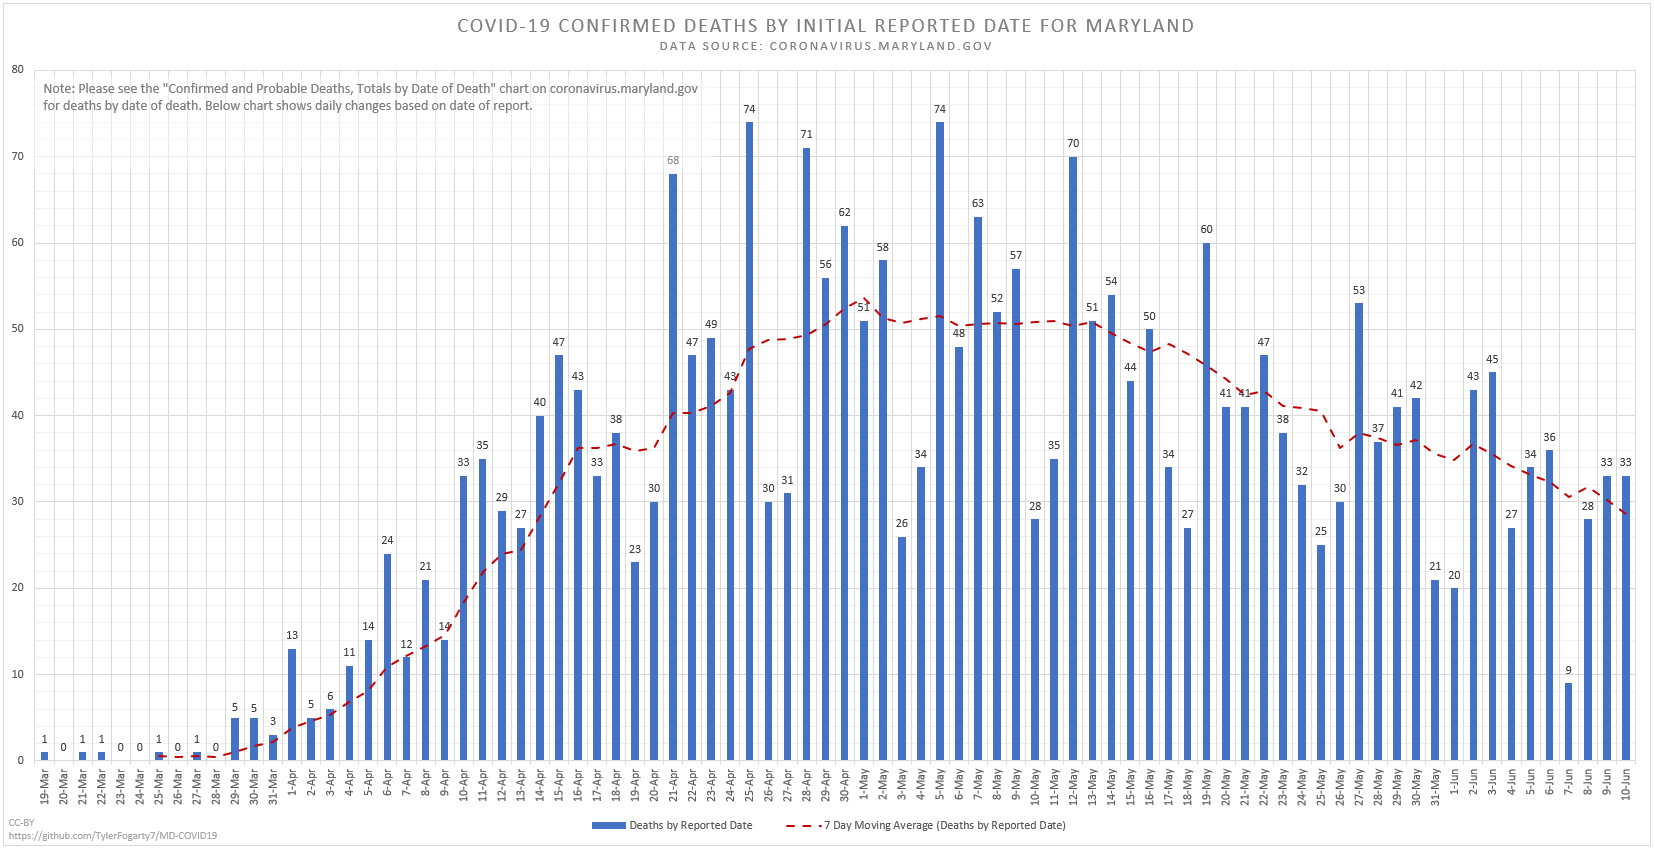 COVID-19 CONFIRMED DEATHS BY INITIAL REPORTED DATE FOR MARYLAND
DATA SOURCE: CORONAVIRUS.MARYLAND.GOV
Note: Please see the "Confirmed and Probable Deaths, Totals by Date of Death" chart on coronavirus.maryland.gov
for deaths by date of death. Below chart shows daily changes based on date of report.
80
70
60
50
40
30
20
10
0
1 0 1 1 0 0 1 0 1 0 5 5 3 13 5 6 11 14 24 12 21 14 33 35 29 27 40 47 43 33 38 23 30 68 47 49 43 74 30 31 71 56 62 51 58 26 34 74 48 63 52 57 28 35 70 51 54 44 50 34 27 60 41 41 47 38 32 25 30 53 37 41 42 21 20 43 45 27 34 36 9 28 33 33
19-Mar 20-Mar 21-Mar 22-Mar 23-Mar 24-Mar 25-Mar 26-Mar 27-Mar 28-Mar 29-Mar 30-Mar 31-Mar 1-Apr 2-Apr 3-Apr 4-Apr 5-Apr 6-Apr 7-Apr 8-Apr 9-Apr 10-Apr 11-Apr 12-Apr 13-Apr 14-Apr 15-Apr 16-Apr 17-Apr 18-Apr 19-Apr 20-Apr 21-Apr 22-Apr 23-Apr 24-Apr 25-Apr 26-Apr 27-Apr 28-Apr 29-Apr 30-Apr 1-May 2-May 3-May 4-May 5-May 6-May 7-May 8-May 9-May 10-May 11-May 12-May 13-May 14-May 15-May 16-May 17-May 18-May 19-May 20-May 21-May 22-May 23-May 24-May 25-May 26-May 27-May 28-May 29-May 30-May 31-May 1-Jun 2-Jun 3-Jun 4-Jun 5-Jun 6-Jun 7-Jun 8-Jun 9-Jun 10-Jun
Deaths by Reported Date
7 Day Moving Average (Deaths by Reported Date)
CC-BY
https://github.com/TylerFogarty7/MD-COVID19